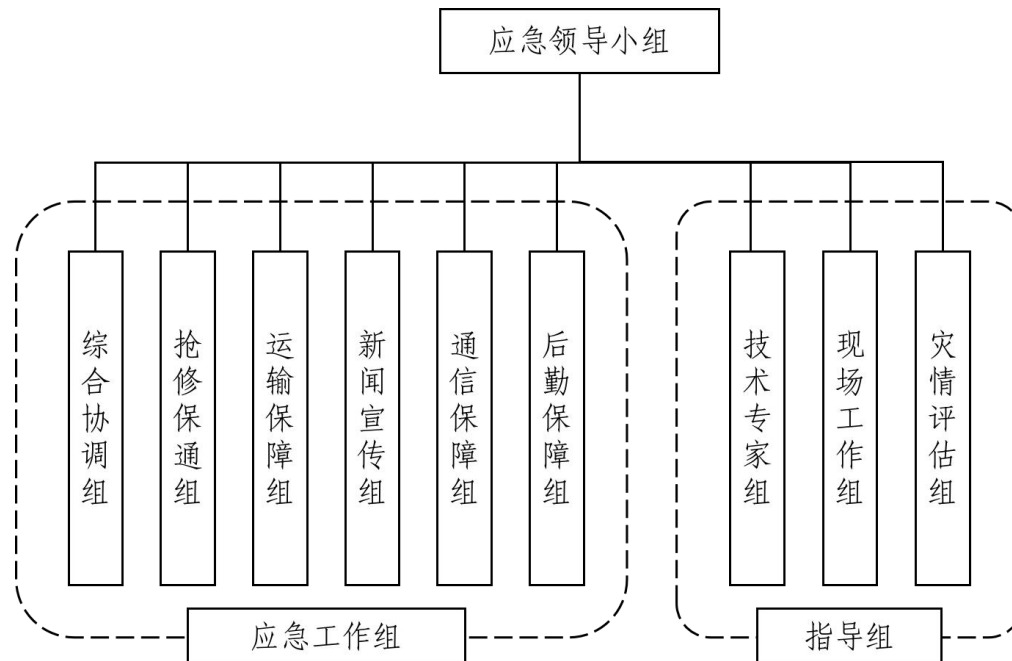 应急领导小组
综合协调组
抢修保通组
运输保障组
新闻宣传组
通信保障组
后勤保障组
技术专家组
现场工作组
灾情评估组
应急工作组
指导组